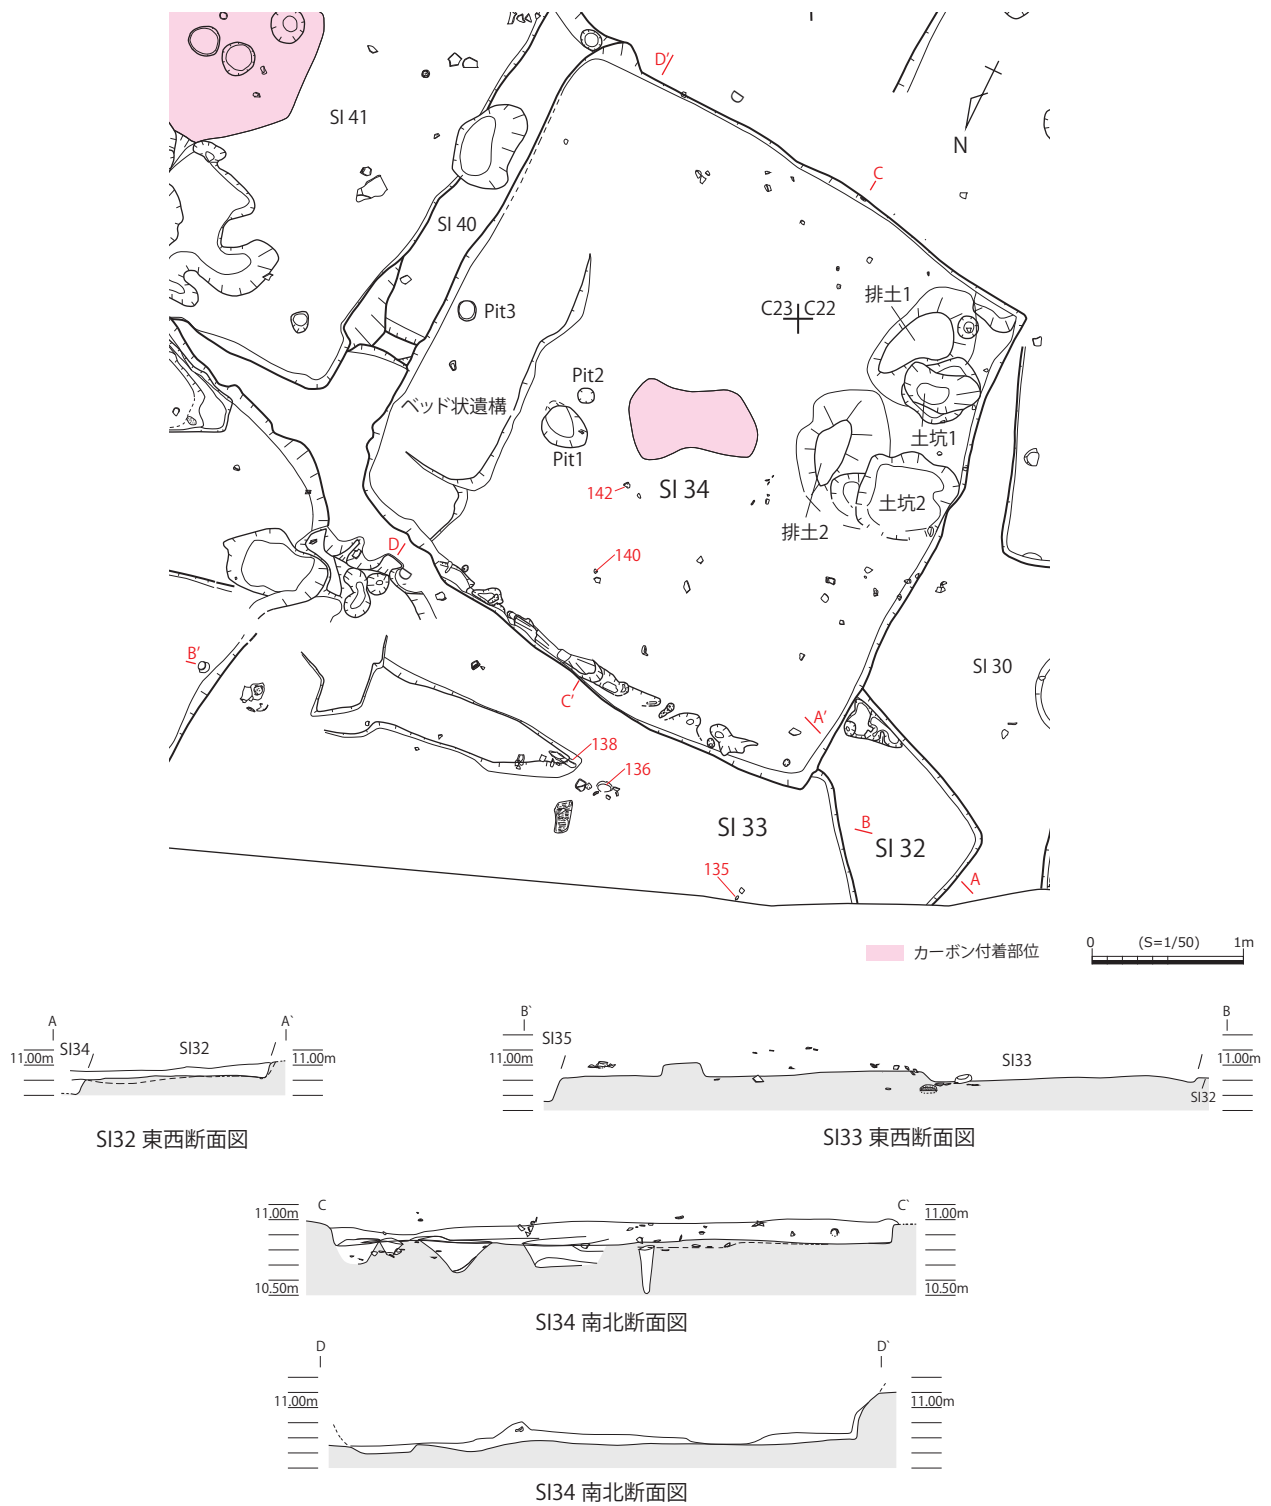 D'
SI 41
C
N
SI 40
排土1
C23 C22
Pit3
Pit2
ベッド状遺構
土坑1
Pit1
142
SI 34
土坑2
排土2
D
140
B'
SI 30
C'
A'
138
136
SI 33
B
SI 32
135
A
カーボン付着部位
0 (S=1/50) 1m
A A`
SI34 SI32
11.00m 11.00m
SI32 東西断面図
B` B
SI35
11.00m SI33 11.00m
SI32
SI33 東西断面図
C C`
11.00m 11.00m
10.50m 10.50m
SI34 南北断面図
D D`
11.00m 11.00m
SI34 南北断面図